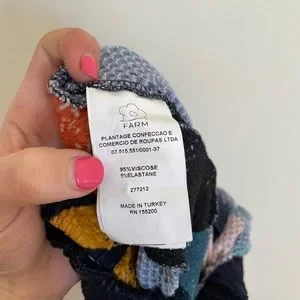 FARM
PLANTAGE CONFECCAO E
COMERCIO DE ROUPAS LTDA
07.515.551/0001-37
95%VISCOSE
5%ELASTANE
277212
MADE IN TURKEY
RN 155200